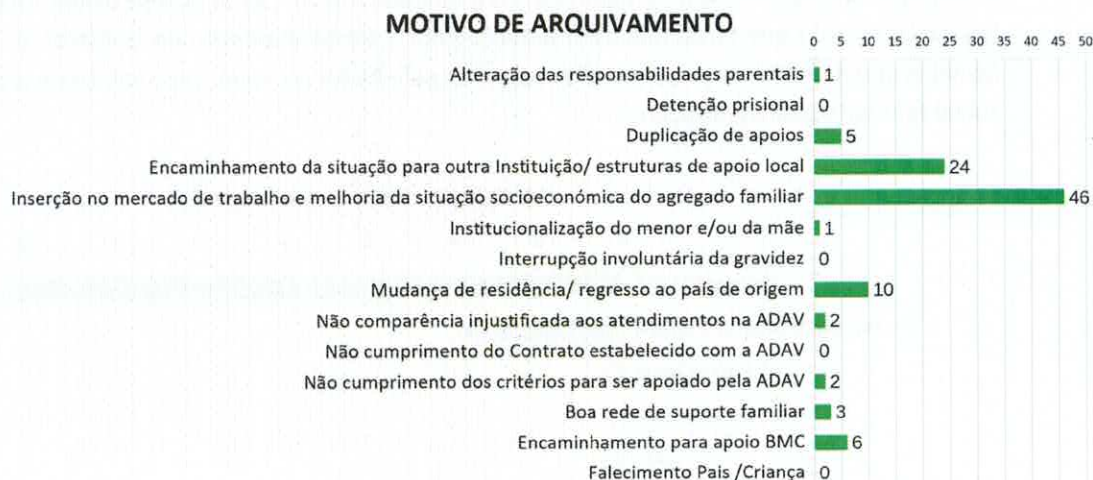 MOTIVO DE ARQUIVAMENTO
0 5 10 15 20 25 30 35 40 45 50
Alteração das responsabilidades parentais 1
Detenção prisional 0
Duplicação de apoios 5
Encaminhamento da situação para outra Instituição/ estruturas de apoio local 24
Inserção no mercado de trabalho e melhoria da situação socioeconómica do agregado familiar 46
Institucionalização do menor e/ou da mãe 1
Interrupção involuntária da gravidez 0
Mudança de residência/ regresso ao país de origem 10
Não comparência injustificada aos atendimentos na ADAV 2
Não cumprimento do Contrato estabelecido com a ADAV 0
Não cumprimento dos critérios para ser apoiado pela ADAV 2
Boa rede de suporte familiar 3
Encaminhamento para apoio BMC 6
Falecimento Pais /Criança 0